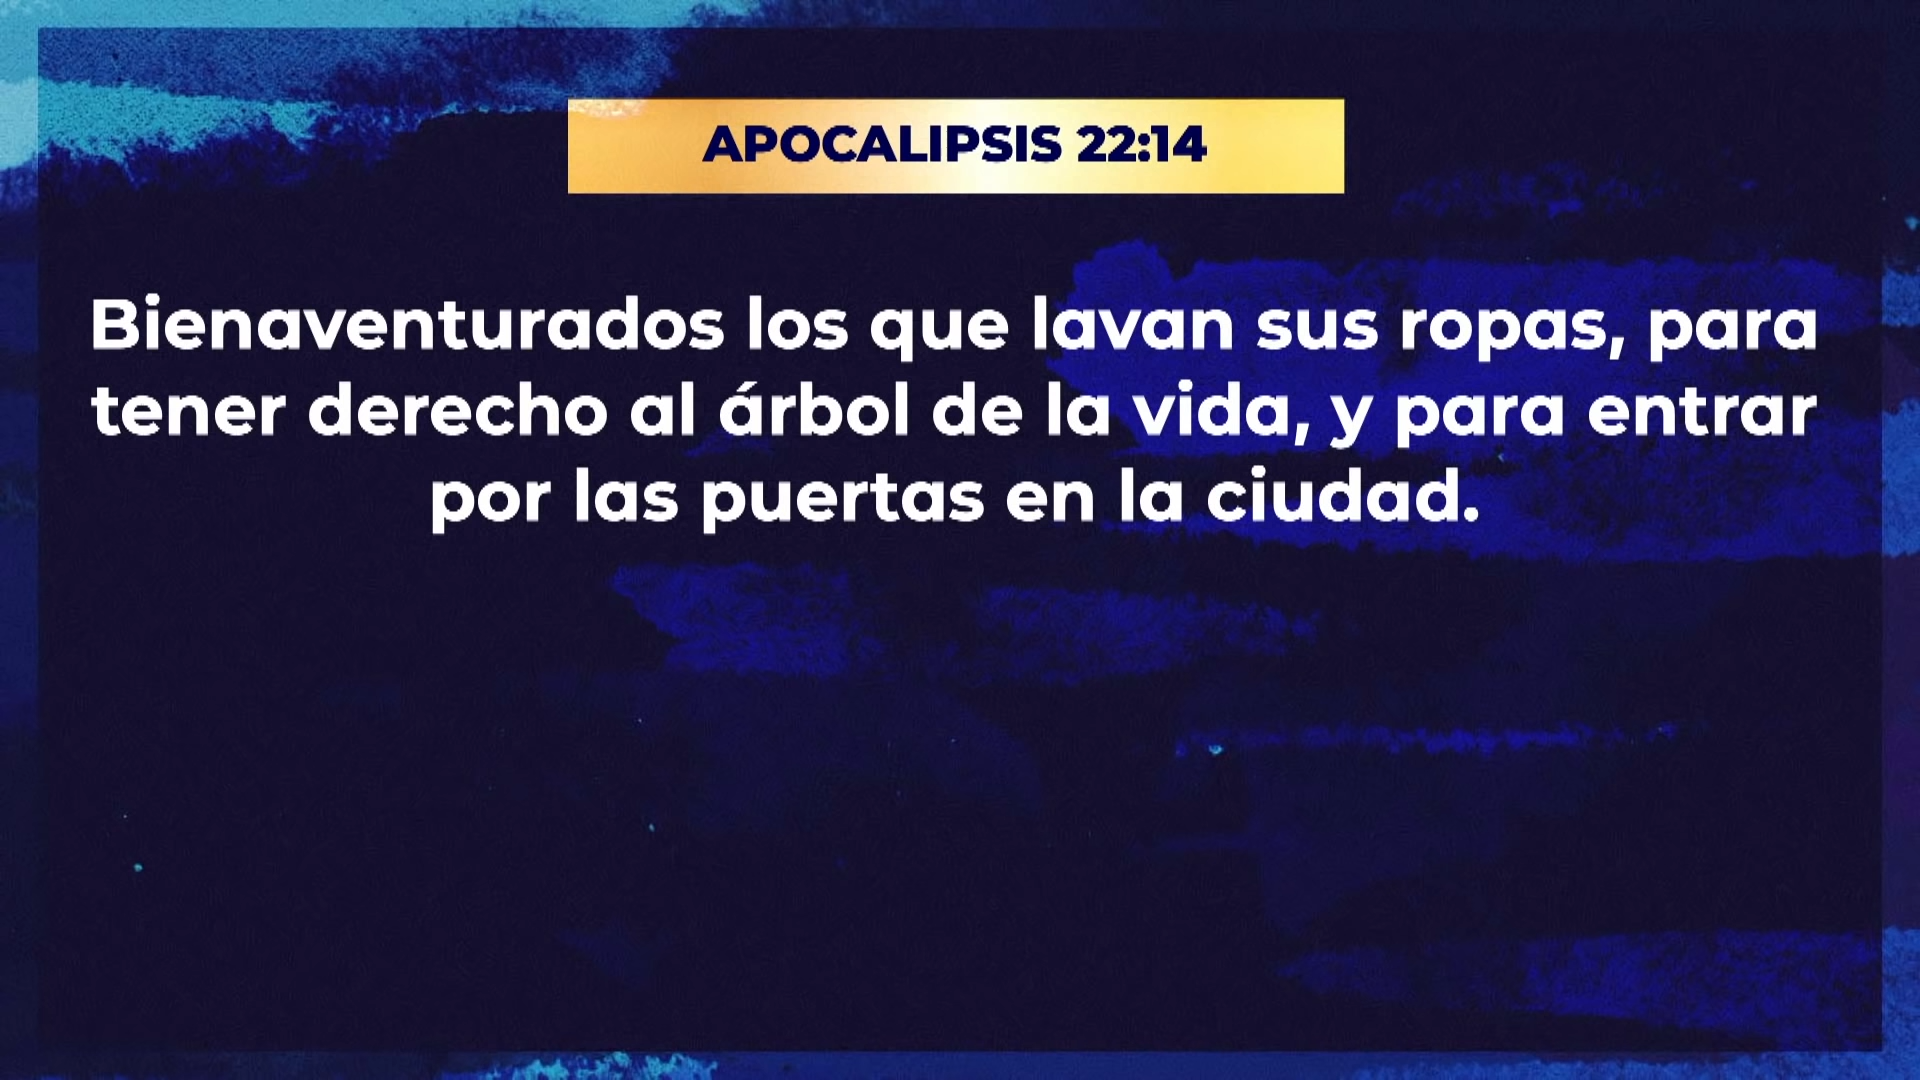 APOCALIPSIS 22:14
Bienaventurados los que lavan sus ropas, para
tener derecho al árbol de la vida, y para entrar
por las puertas en la ciudad.